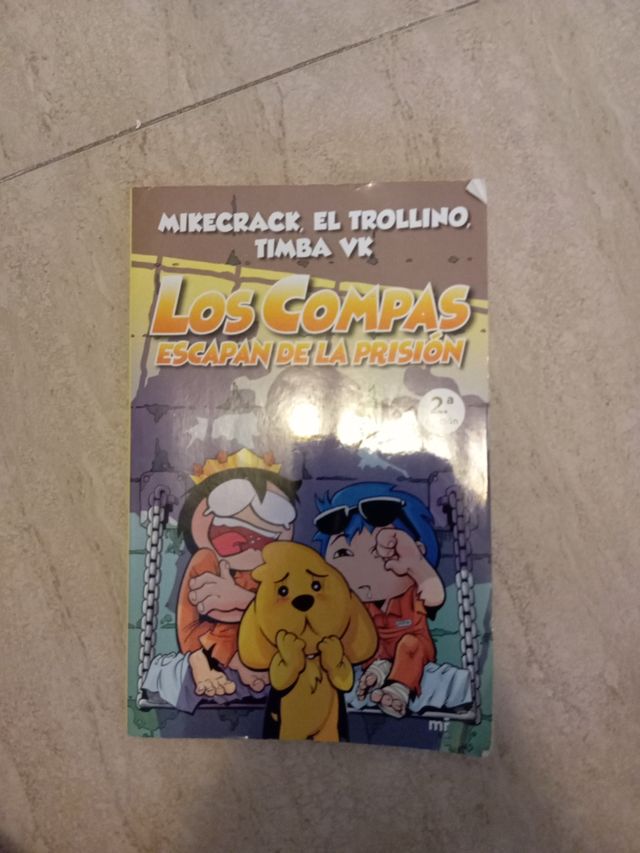 MIKECRACK, EL TROLLINO,
TIMBA VK
LOS COMPAS
ESCAPAN DE LA PRISIÓN
2.ª
mr